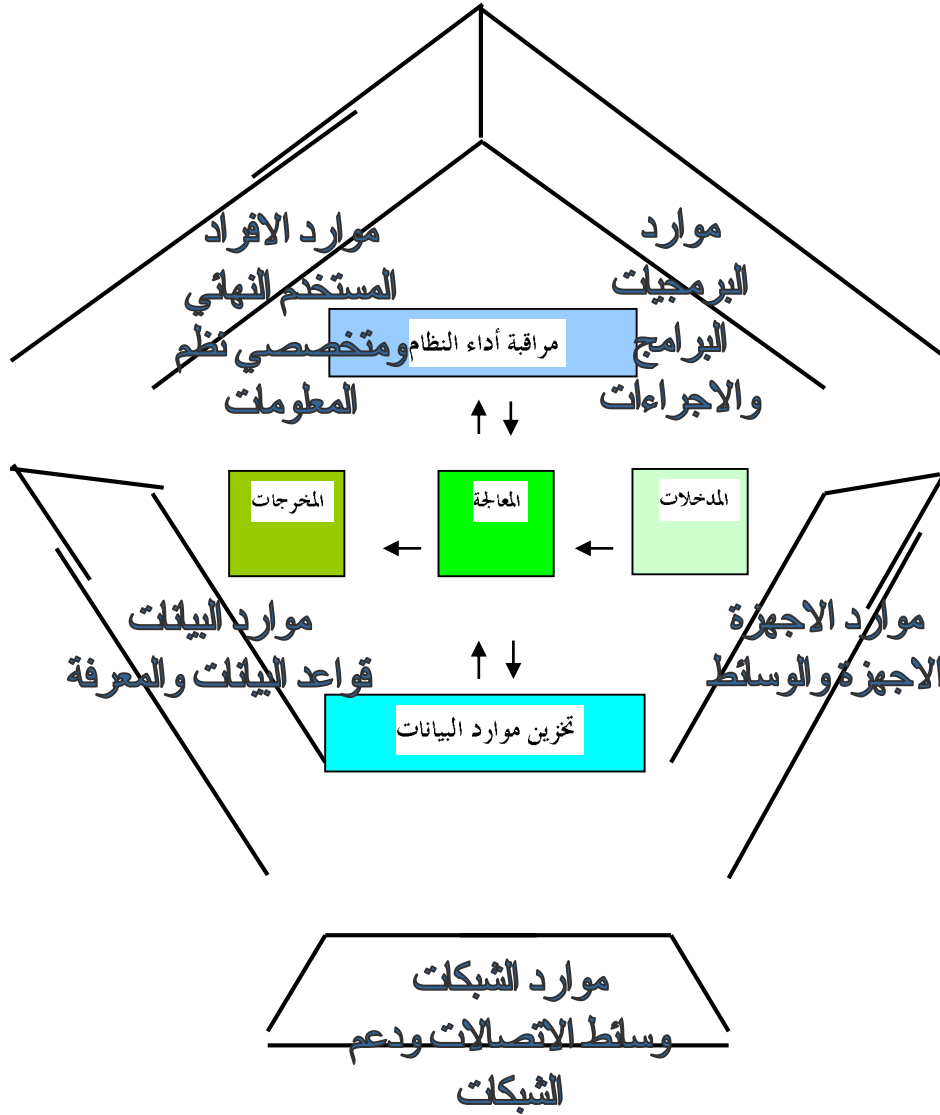 موارد
البرمجيات
البرامج
والاجراءات
موارد الافراد
المستخدم النهائي
ومتخصصي نظم
المعلومات
مراقبة أداء النظام
المدخلات
المعالجة
المخرجات
موارد الاجهزة
الاجهزة والوسائط
موارد البيانات
قواعد البيانات والمعرفة
تخزين موارد البيانات
موارد الشبكات
وسائط الاتصالات ودعم
الشبكات